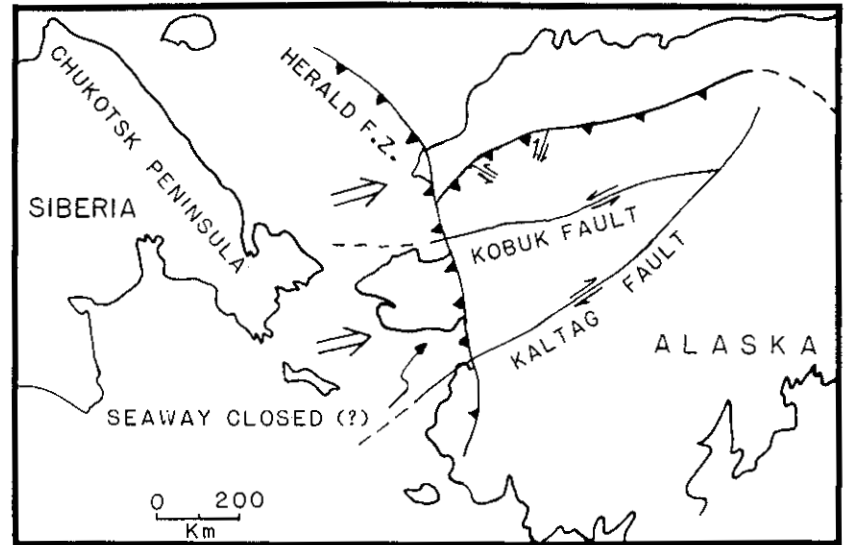 CHUKOTSK PENINSULA
HERALD F.Z.
SIBERIA
KOBUK FAULT
KALTAG FAULT
ALASKA
SEAWAY CLOSED (?)
0 200
Km